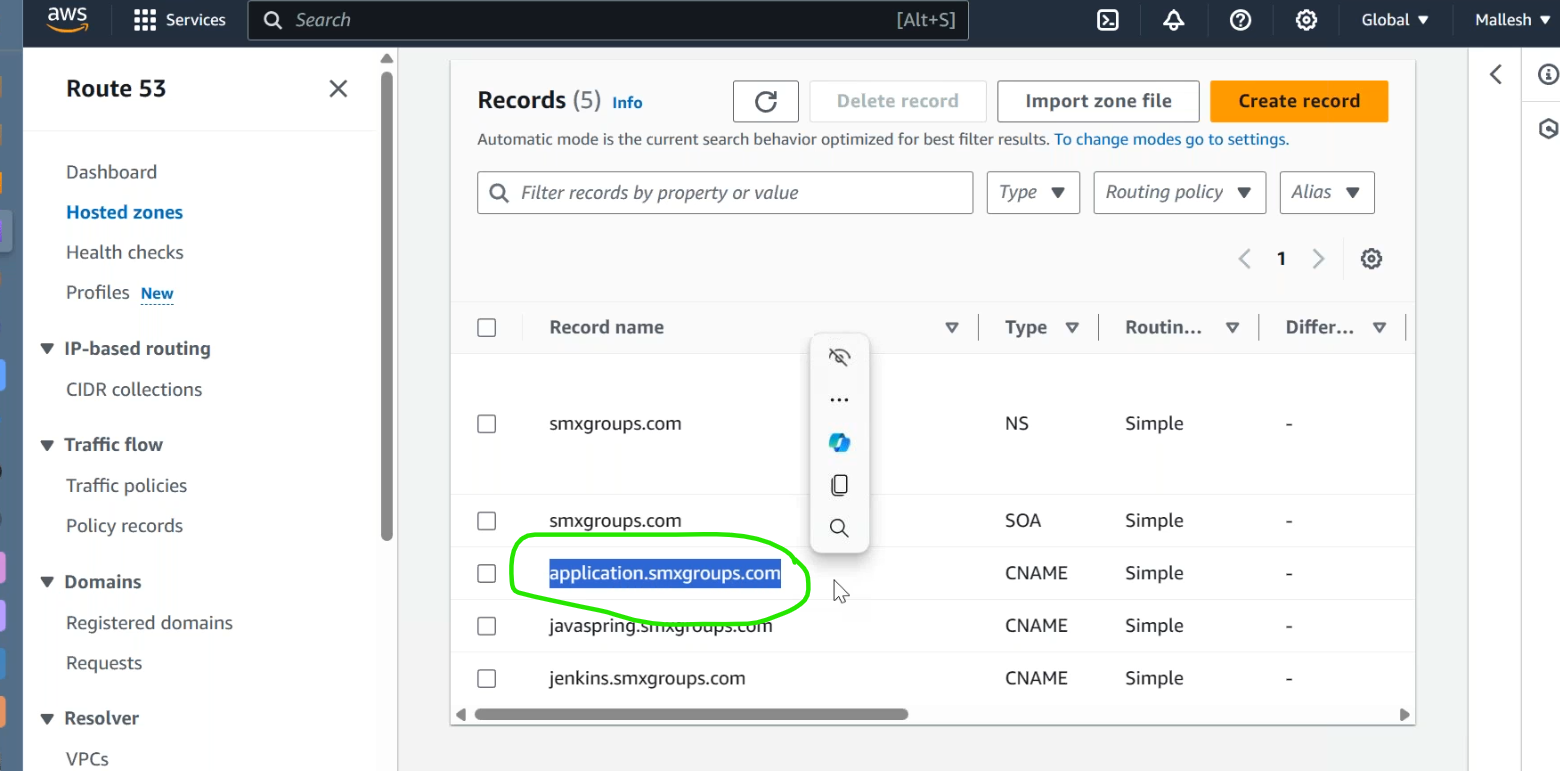 aws
Services
Search
[Alt+S]
Global
Mallesh
Route 53
Dashboard
Hosted zones
Health checks
Profiles New
IP-based routing
CIDR collections
Traffic flow
Traffic policies
Policy records
Domains
Registered domains
Requests
Resolver
VPCs
Records (5) Info
Delete record
Import zone file
Create record
Automatic mode is the current search behavior optimized for best filter results. To change modes go to settings.
Filter records by property or value
Type
Routing policy
Alias
1
Record name Type Routin... Differ...
smxgroups.com NS Simple -
smxgroups.com SOA Simple -
application.smxgroups.com CNAME Simple -
javaspring.smxgroups.com CNAME Simple -
jenkins.smxgroups.com CNAME Simple -